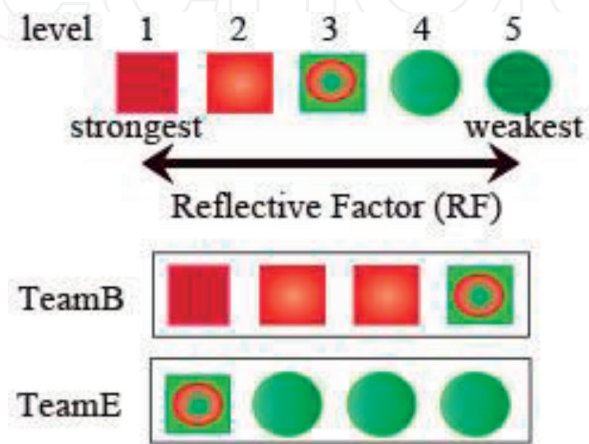 level 1 2 3 4 5
strongest weakest
Reflective Factor (RF)
TeamB
TeamE